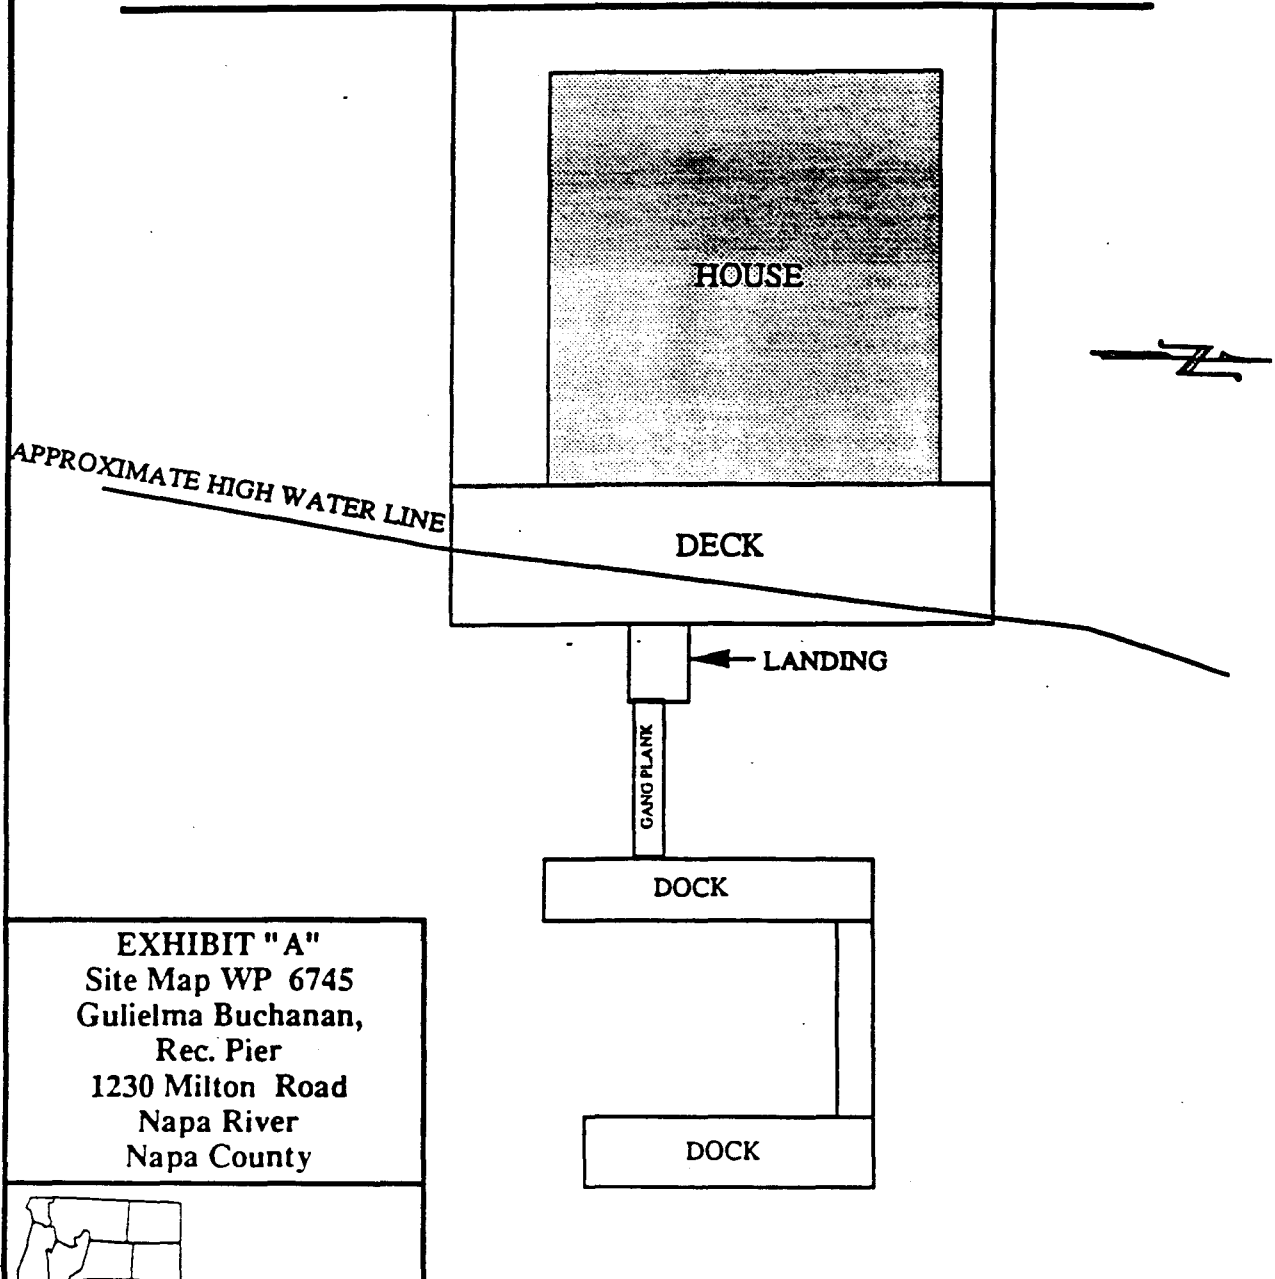 HOUSE
APPROXIMATE HIGH WATER LINE
DECK
LANDING
GANG PLANK
DOCK
EXHIBIT "A"
Site Map WP 6745
Gulielma Buchanan,
Rec. Pier
1230 Milton Road
Napa River
Napa County
DOCK